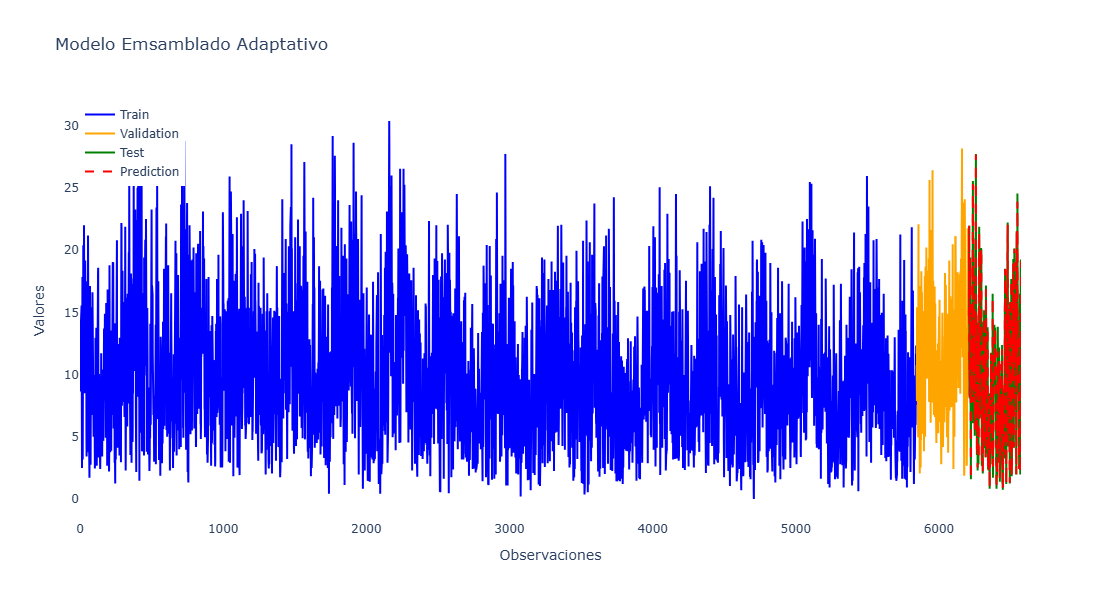 Modelo Emsamblado Adaptativo
Train
Validation
Test
Prediction
30
25
20
15
10
5
0
Valores
0 1000 2000 3000 4000 5000 6000
Observaciones